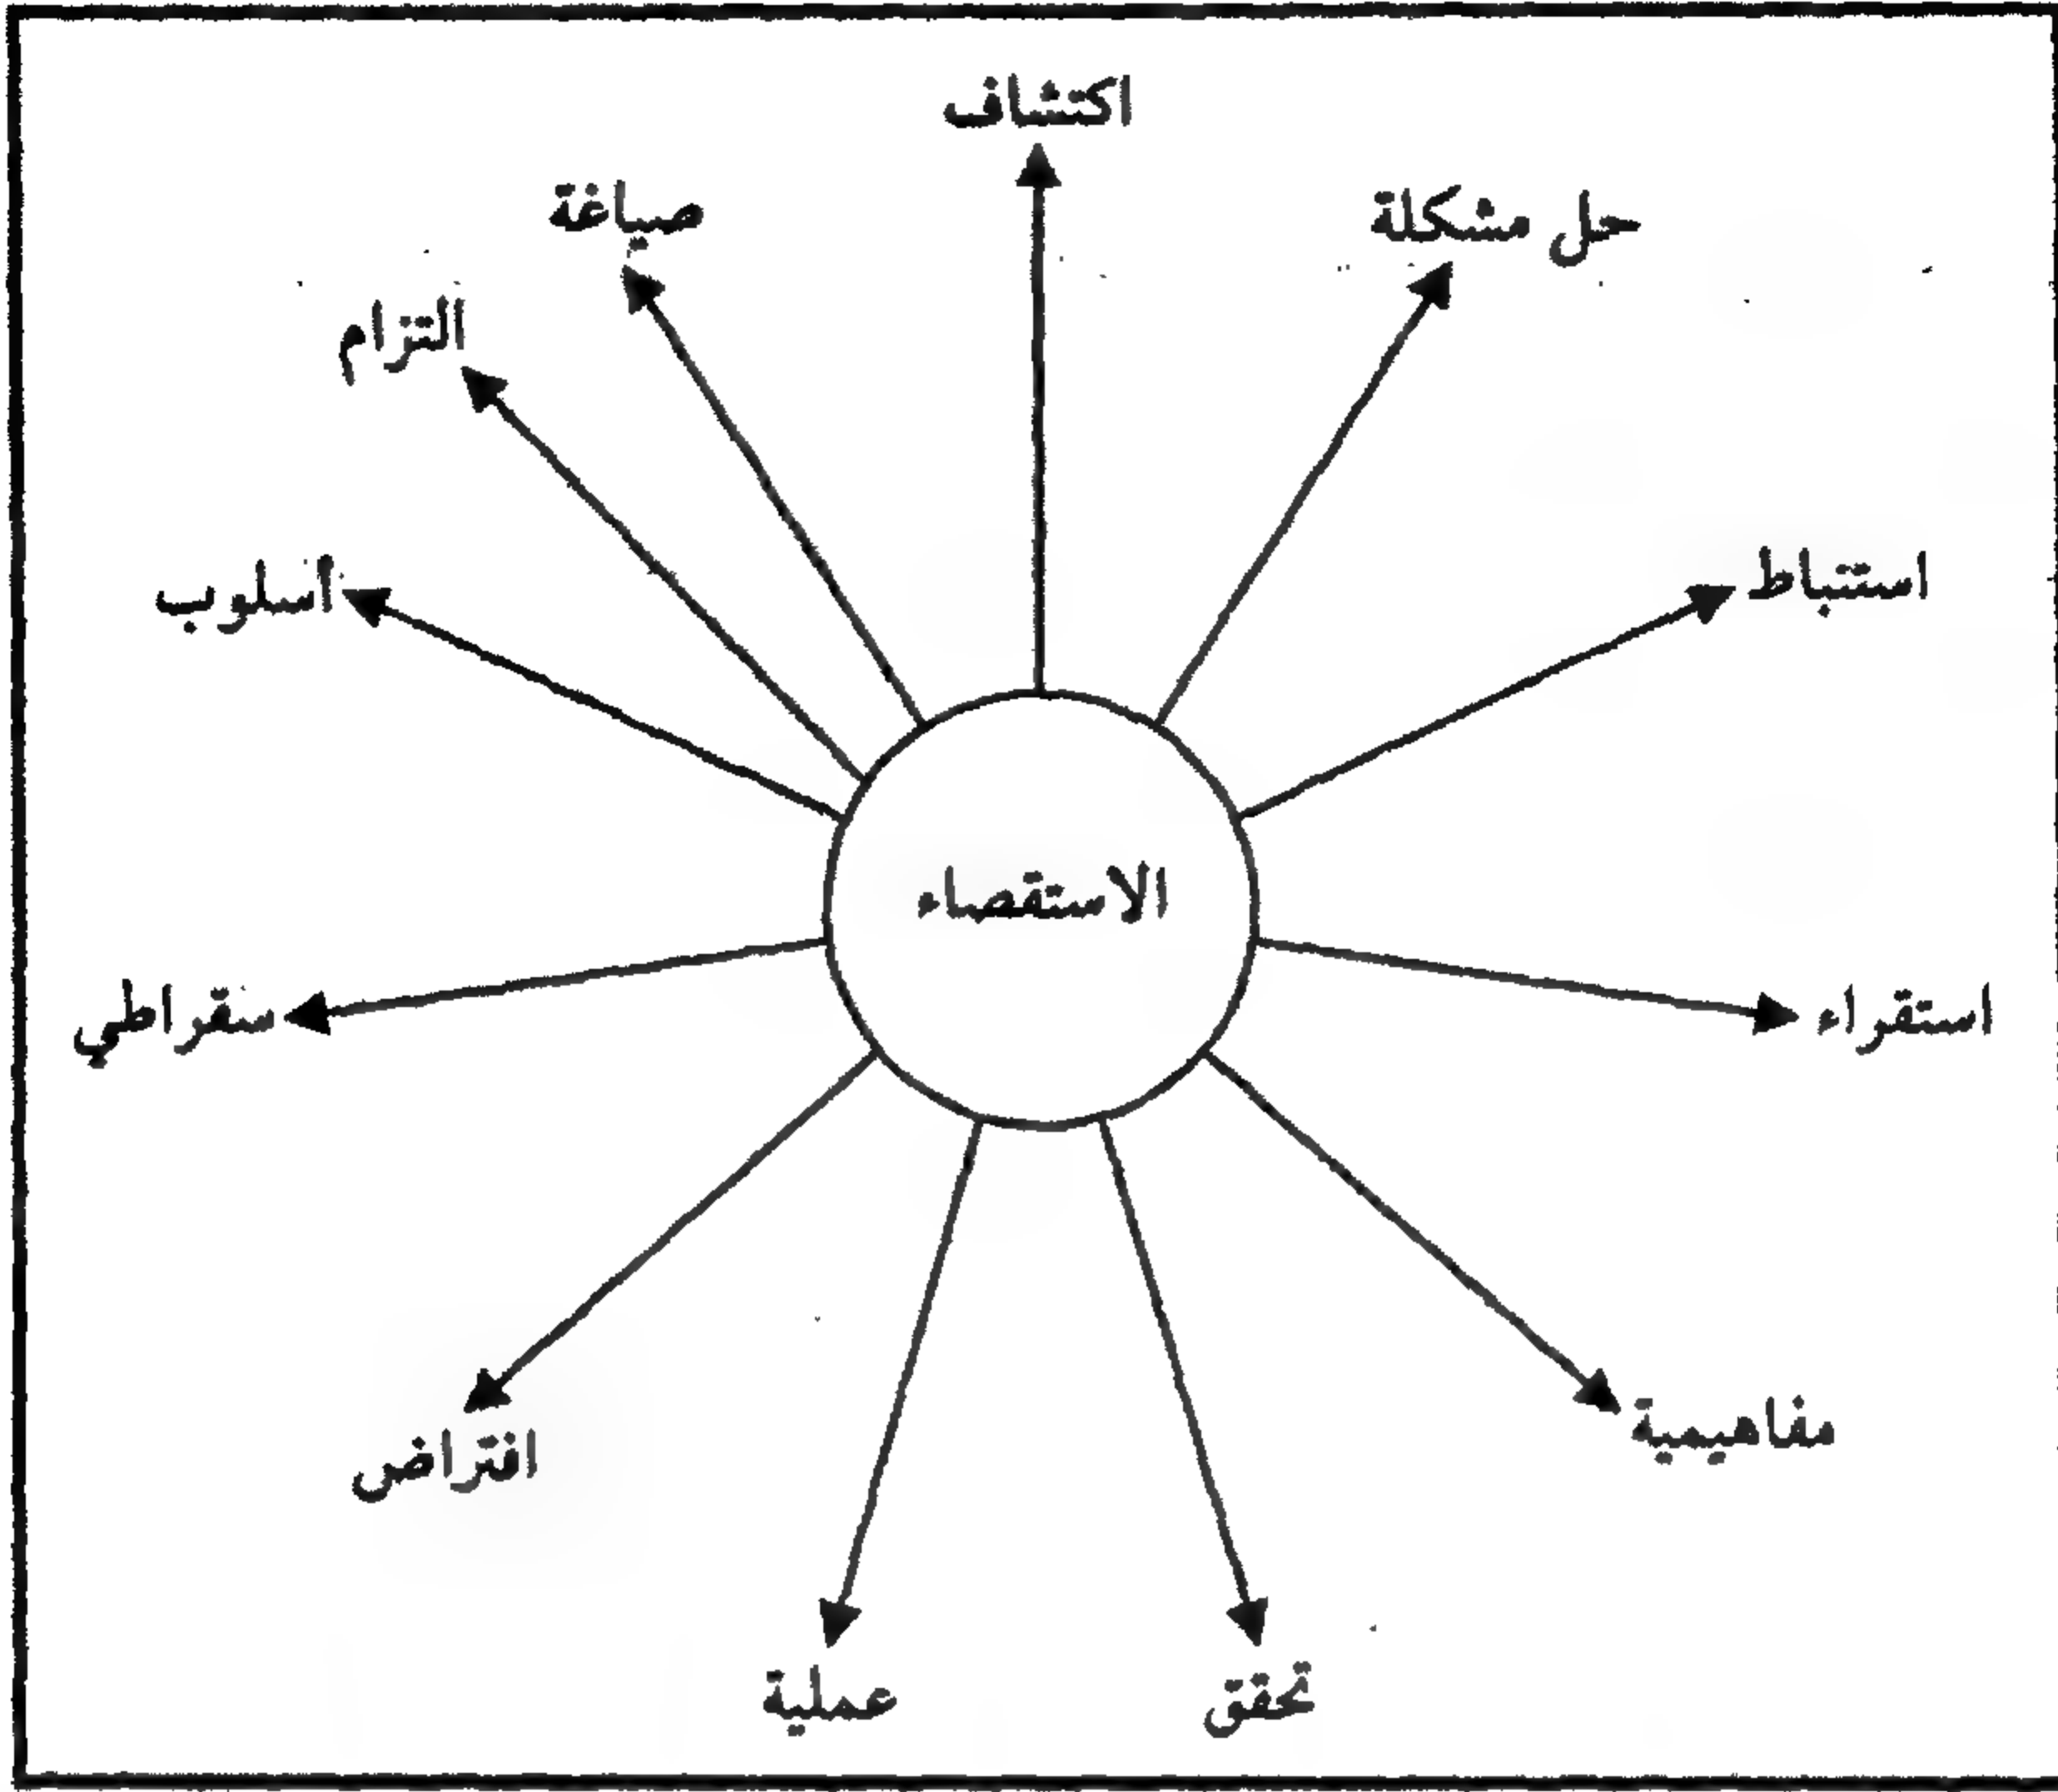 اكتشاف
حل مشكلة
صياغة
التزام
استنباط
أسلوب
الاستقصاء
استقراء
سقراطي
مفاهيمية
افتراض
تحقق
عملية